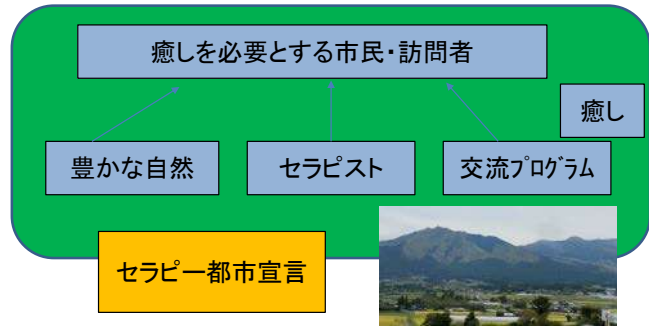 癒しを必要とする市民・訪問者
癒し
豊かな自然
セラピスト
交流ﾌﾟﾛｸﾞﾗﾑ
セラピー都市宣言